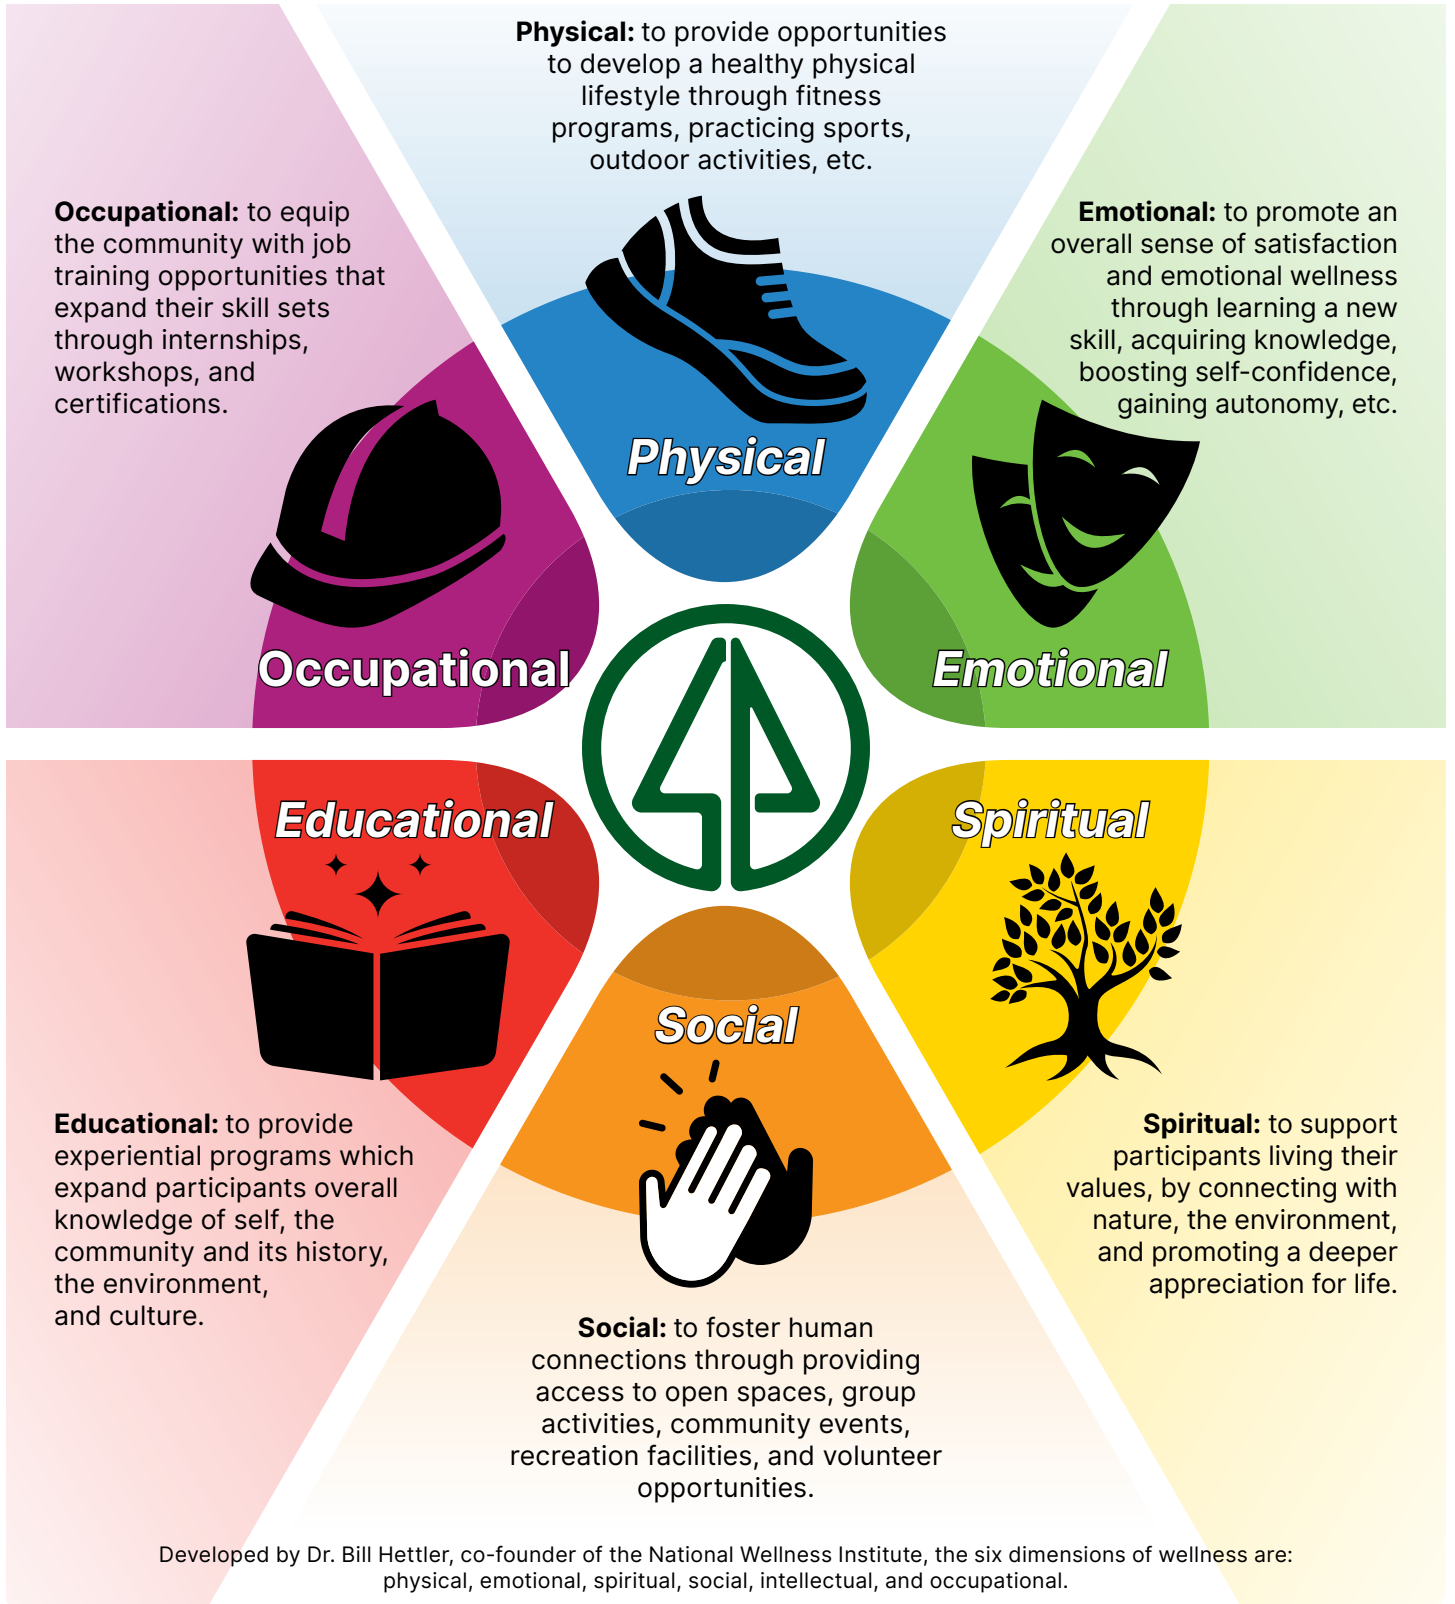 Physical: to provide opportunities
to develop a healthy physical
lifestyle through fitness
programs, practicing sports,
outdoor activities, etc.
Occupational: to equip
the community with job
training opportunities that
expand their skill sets
through internships,
workshops, and
certifications.
Emotional: to promote an
overall sense of satisfaction
and emotional wellness
through learning a new
skill, acquiring knowledge,
boosting self-confidence,
gaining autonomy, etc.
Physical
Occupational
Emotional
Educational
Spiritual
Social
Educational: to provide
experiential programs which
expand participants overall
knowledge of self, the
community and its history,
the environment,
and culture.
Spiritual: to support
participants living their
values, by connecting with
nature, the environment,
and promoting a deeper
appreciation for life.
Social: to foster human
connections through providing
access to open spaces, group
activities, community events,
recreation facilities, and volunteer
opportunities.
Developed by Dr. Bill Hettler, co-founder of the National Wellness Institute, the six dimensions of wellness are:
physical, emotional, spiritual, social, intellectual, and occupational.